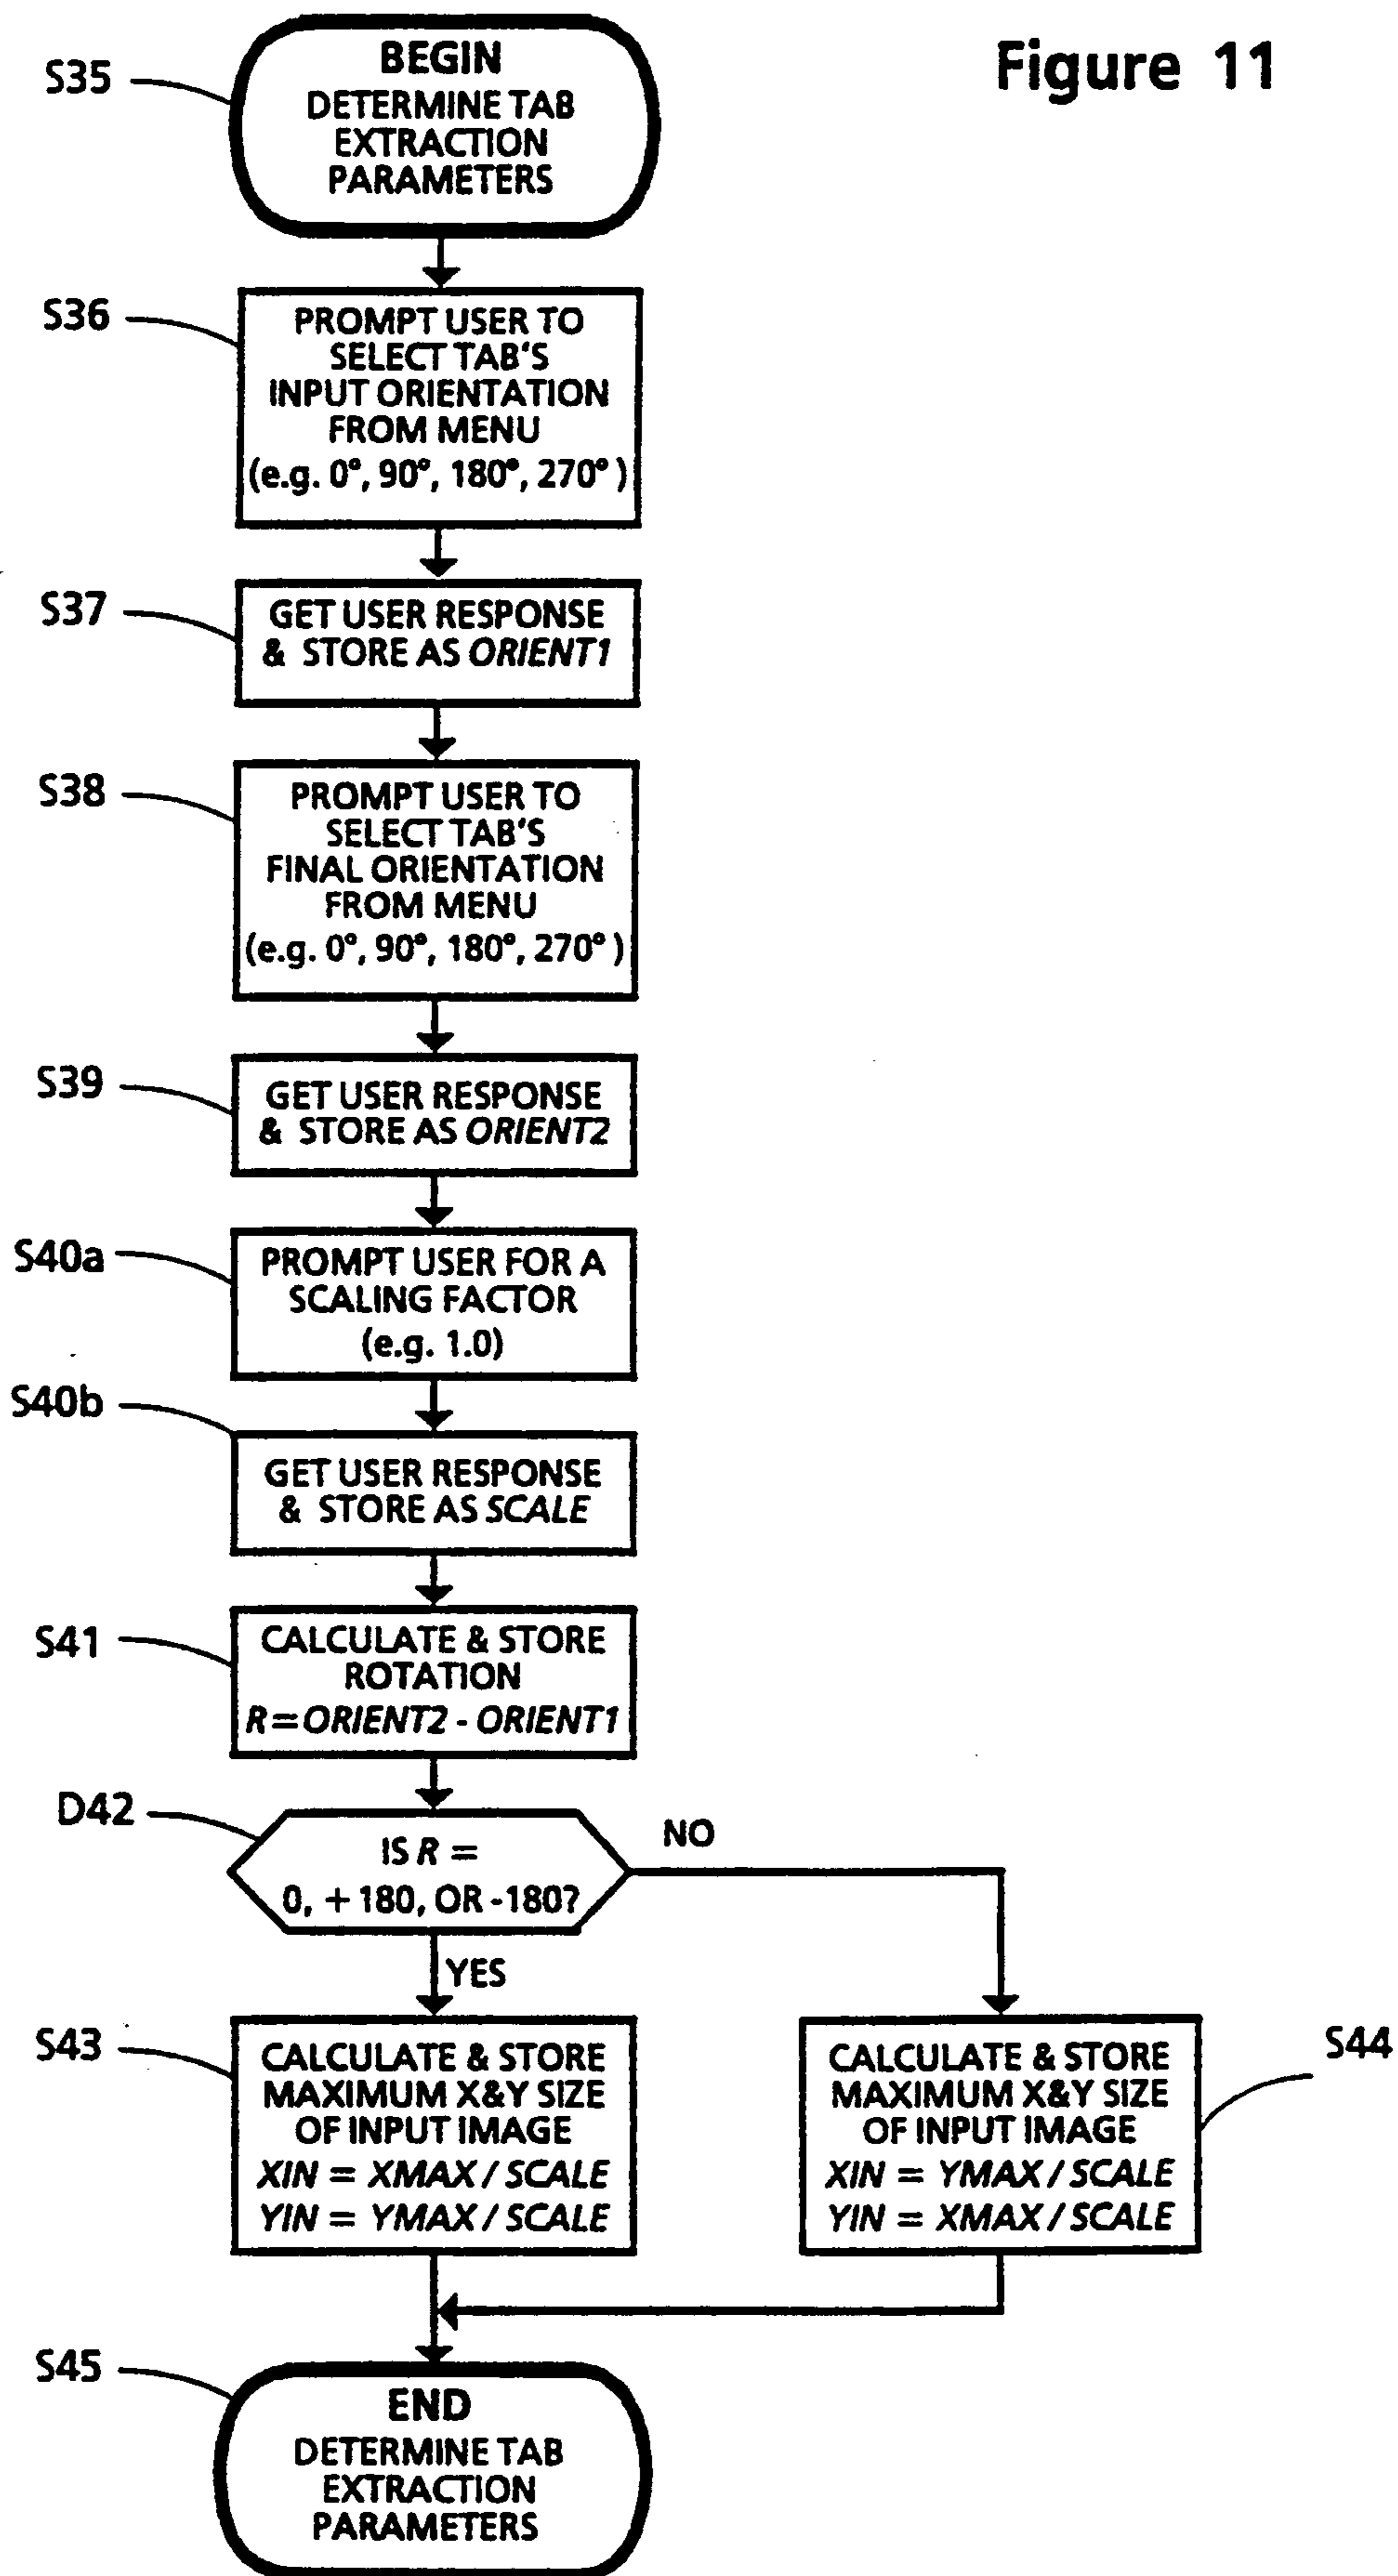 Figure 11
S35
BEGIN
DETERMINE TAB
EXTRACTION
PARAMETERS
S36
PROMPT USER TO
SELECT TAB'S
INPUT ORIENTATION
FROM MENU
(e.g. 0°, 90°, 180°, 270°)
S37
GET USER RESPONSE
& STORE AS ORIENT1
S38
PROMPT USER TO
SELECT TAB'S
FINAL ORIENTATION
FROM MENU
(e.g. 0°, 90°, 180°, 270°)
S39
GET USER RESPONSE
& STORE AS ORIENT2
S40a
PROMPT USER FOR A
SCALING FACTOR
(e.g. 1.0)
S40b
GET USER RESPONSE
& STORE AS SCALE
S41
CALCULATE & STORE
ROTATION
R=ORIENT2 - ORIENT1
D42
IS R =
0, +180, OR -180?
NO
YES
S43
CALCULATE & STORE
MAXIMUM X&Y SIZE
OF INPUT IMAGE
XIN = XMAX / SCALE
YIN = YMAX / SCALE
S44
CALCULATE & STORE
MAXIMUM X&Y SIZE
OF INPUT IMAGE
XIN = YMAX / SCALE
YIN = XMAX / SCALE
S45
END
DETERMINE TAB
EXTRACTION
PARAMETERS